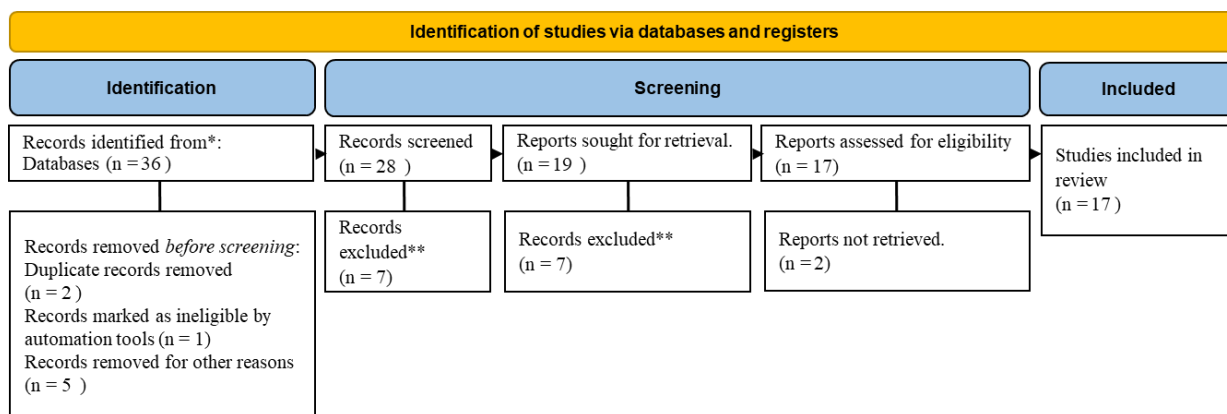 Identification of studies via databases and registers
Identification
Screening
Included
Records identified from*:
Databases (n = 36 )
Records screened
(n = 28 )
Reports sought for retrieval.
(n = 19 )
Reports assessed for eligibility
(n = 17)
Studies included in
review
(n = 17 )
Records removed before screening:
Duplicate records removed
(n = 2 )
Records marked as ineligible by
automation tools (n = 1)
Records removed for other reasons
(n = 5 )
Records
excluded**
(n = 7)
Records excluded**
(n = 7)
Reports not retrieved.
(n = 2)